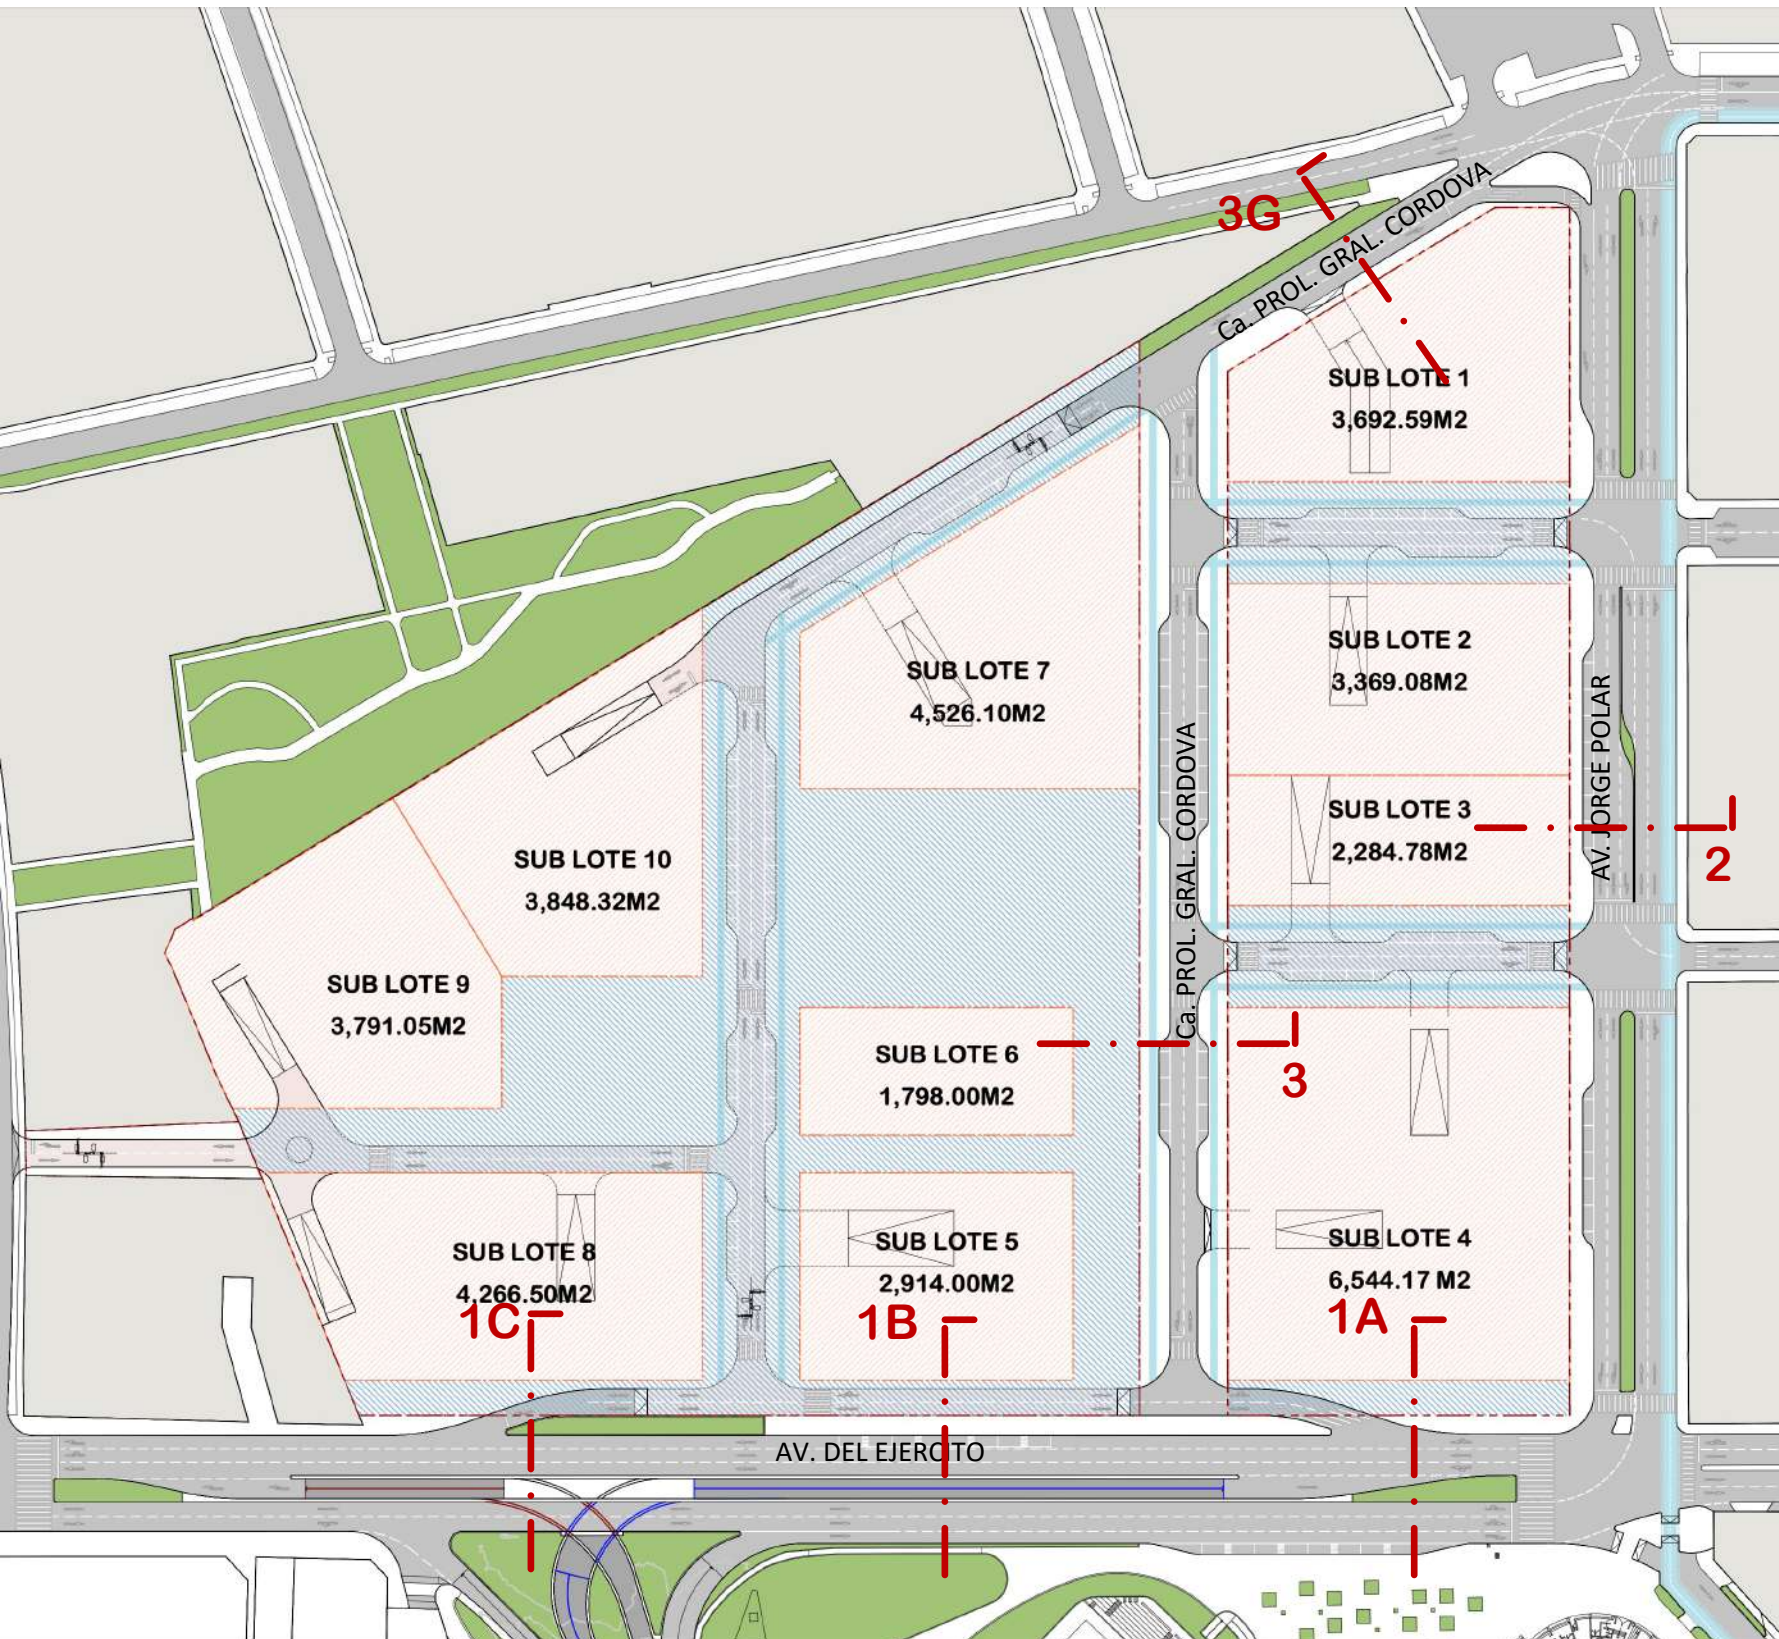 3G
Ca. PROL. GRAL. CORDOVA
SUB LOTE 1
3,692.59M2
SUB LOTE 2
3,369.08M2
SUB LOTE 7
4,526.10M2
AV. JORGE POLAR
Ca. PROL. GRAL. CORDOVA
SUB LOTE 3
2,284.78M2
2
SUB LOTE 10
3,848.32M2
SUB LOTE 9
3,791.05M2
SUB LOTE 6
1,798.00M2
3
SUB LOTE 8
4,266.50M2
SUB LOTE 5
2,914.00M2
SUB LOTE 4
6,544.17 M2
1C
1B
1A
AV. DEL EJERCITO